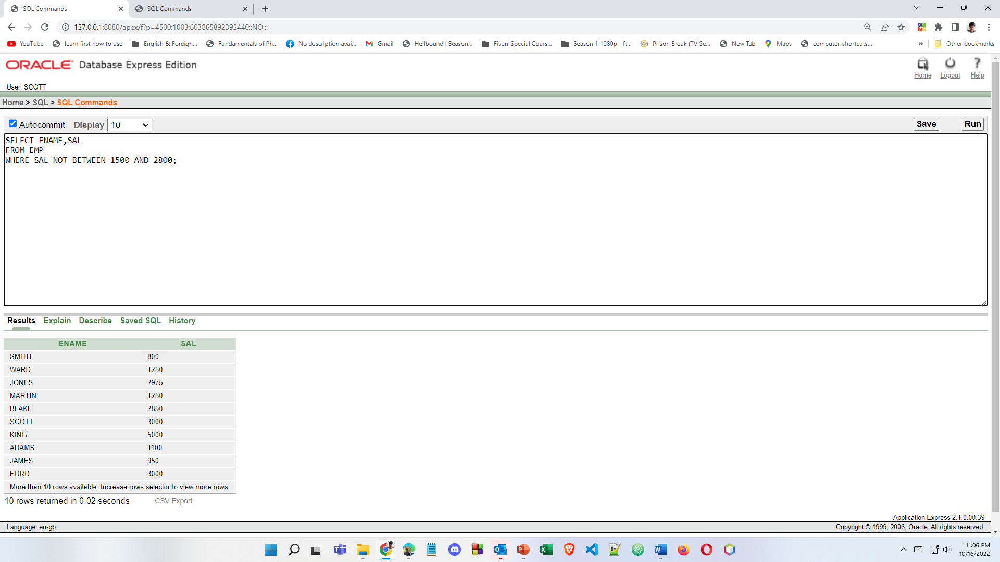 SQL Commands
SQL Commands
127.0.0.1:8080/apex/f?p=4500:1003:603865892392440::NO:::
YouTube
learn first how to use
English & Foreign...
Fundamentals of Ph...
No description avai...
Gmail
Hellbound | Season...
Fiverr Special Cours...
Season 1 1080p - ft...
Prison Break (TV Se...
New Tab
Maps
computer-shortcuts...
»
Other bookmarks
ORACLE Database Express Edition
Home
Logout
Help
User: SCOTT
Home > SQL > SQL Commands
Autocommit Display 10
Save
Run
SELECT ENAME,SAL
FROM EMP
WHERE SAL NOT BETWEEN 1500 AND 2800;
Results Explain Describe Saved SQL History
ENAME SAL
SMITH 800
WARD 1250
JONES 2975
MARTIN 1250
BLAKE 2850
SCOTT 3000
KING 5000
ADAMS 1100
JAMES 950
FORD 3000
More than 10 rows available. Increase rows selector to view more rows.
10 rows returned in 0.02 seconds CSV Export
Application Express 2.1.0.00.39
Language: en-gb
Copyright © 1999, 2006, Oracle. All rights reserved.
11:06 PM
10/16/2022